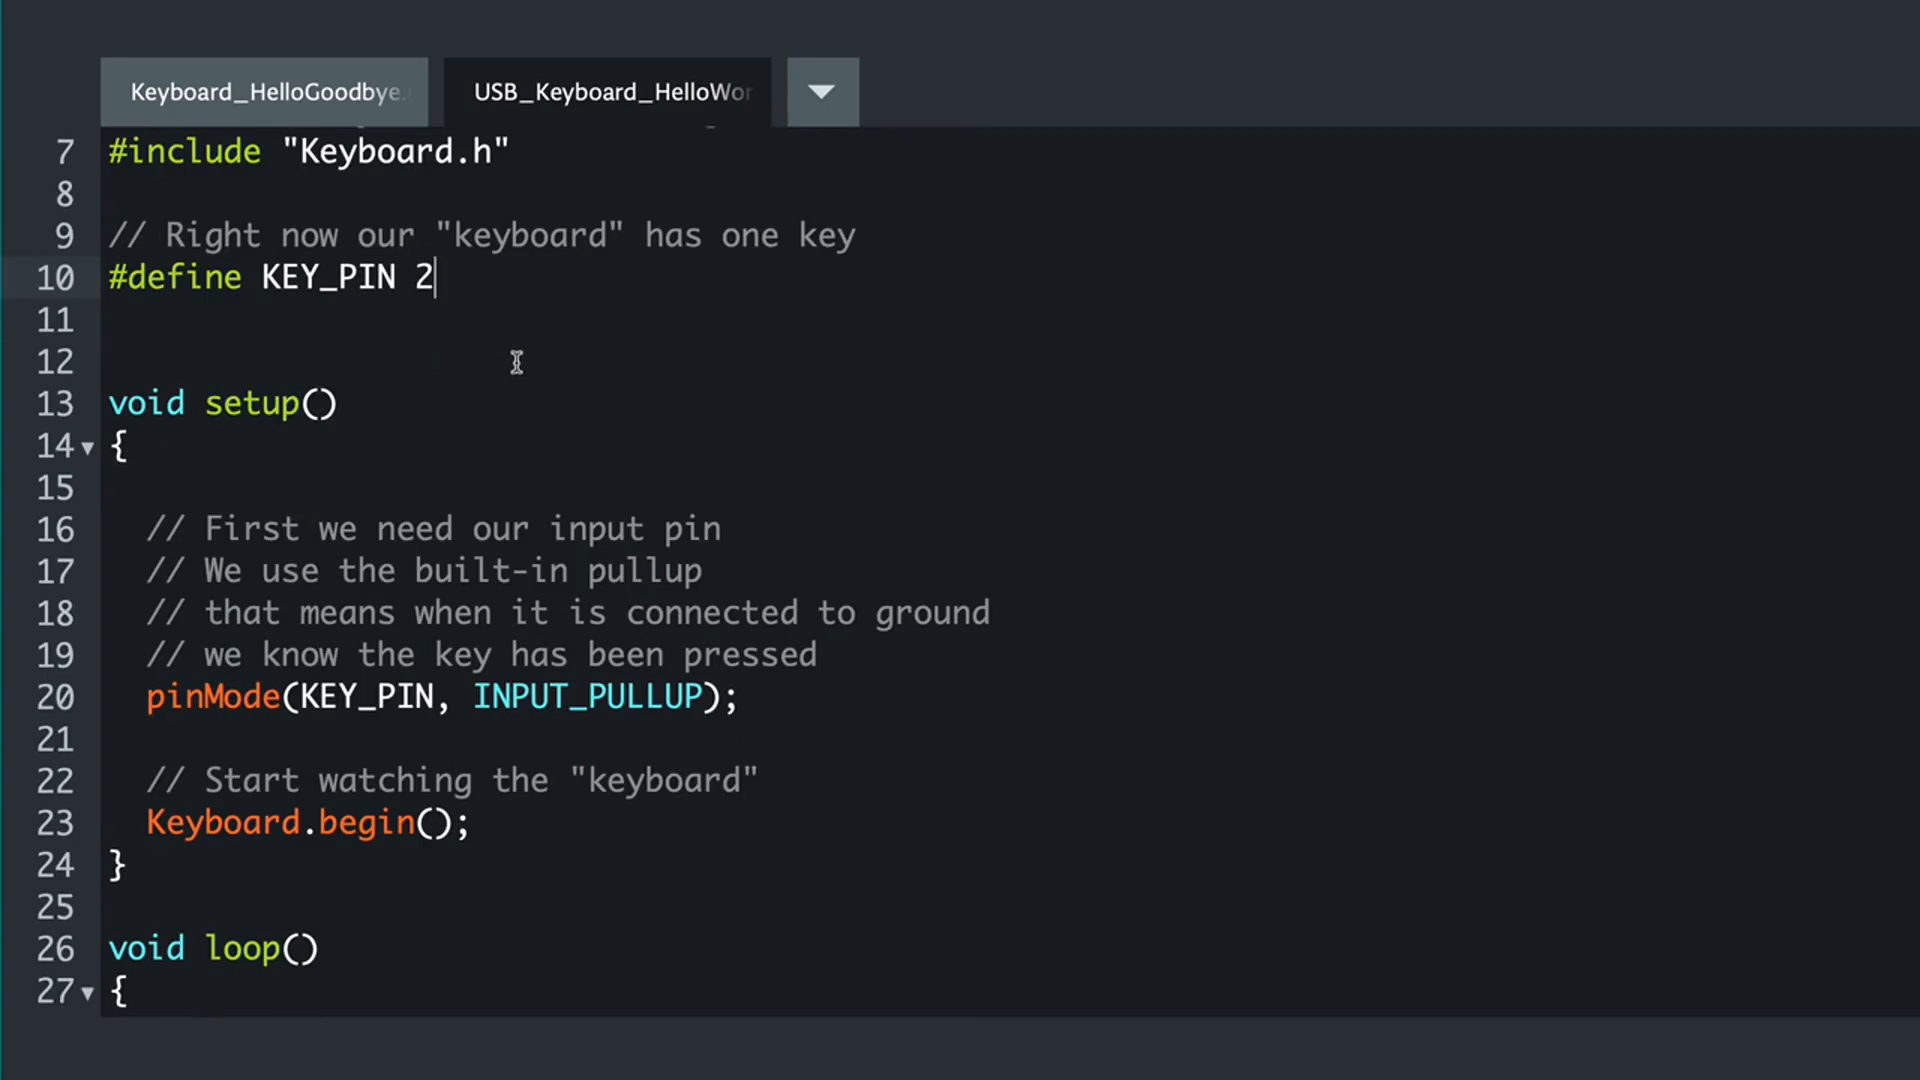 Keyboard_HelloGoodbye. USB_Keyboard_HelloWor
7 #include "Keyboard.h"
8
9 // Right now our "keyboard" has one key
10 #define KEY_PIN 2
11
12
13 void setup()
14 {
15
16 // First we need our input pin
17 // We use the built-in pullup
18 // that means when it is connected to ground
19 // we know the key has been pressed
20 pinMode(KEY_PIN, INPUT_PULLUP);
21
22 // Start watching the "keyboard"
23 Keyboard.begin();
24 }
25
26 void loop()
27 {